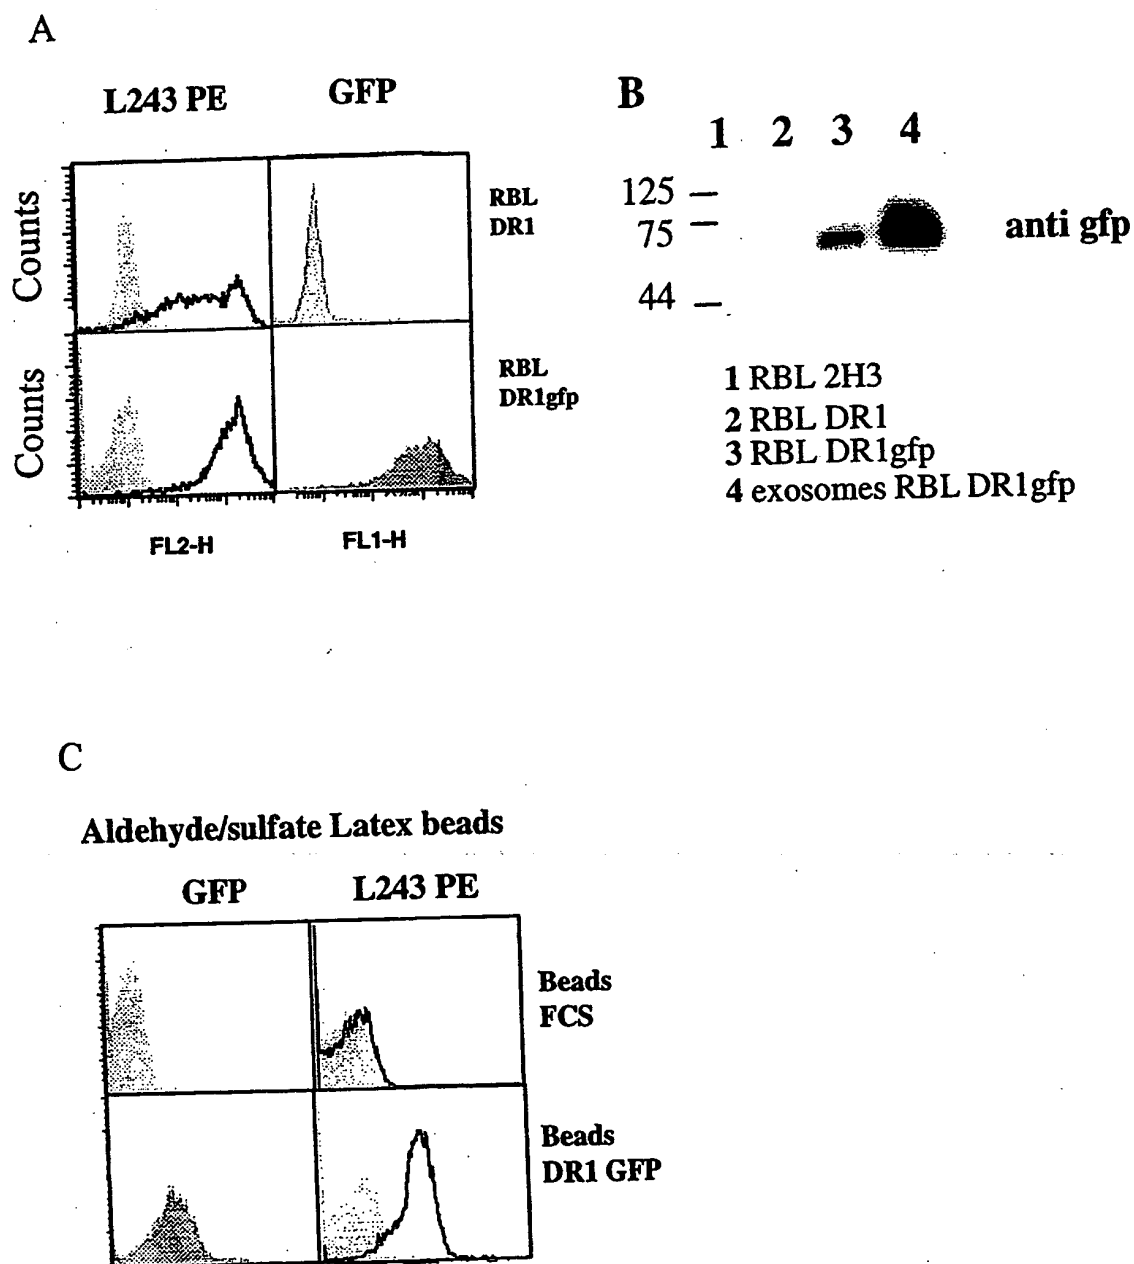 A
L243 PE GFP
Counts
RBL
DR1
Counts
RBL
DR1gfp
FL2-H FL1-H
B
1 2 3 4
125
75
44
anti gfp
1 RBL 2H3
2 RBL DR1
3 RBL DR1gfp
4 exosomes RBL DR1gfp
C
Aldehyde/sulfate Latex beads
GFP L243 PE
Beads
FCS
Beads
DR1 GFP